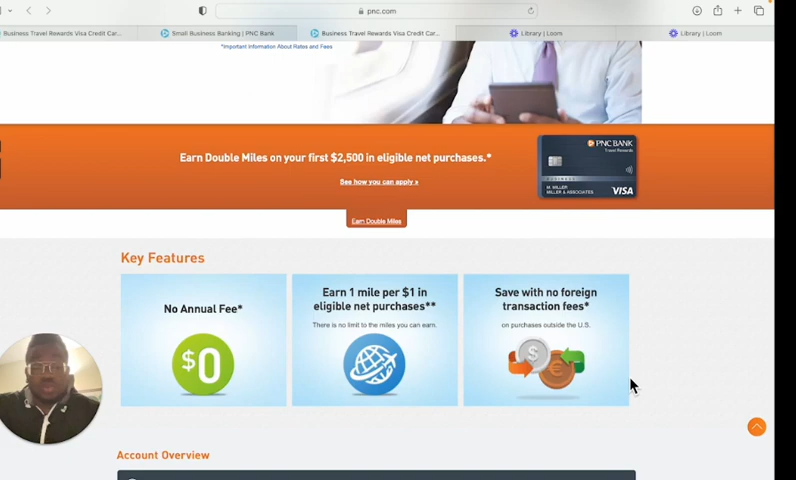 pnc.com
Business Travel Rewards Visa Credit Car...
Small Business Banking | PNC Bank
Business Travel Rewards Visa Credit Car...
Library | Loom
Library | Loom
*Important Information About Rates and Fees
Earn Double Miles on your first $2,500 in eligible net purchases.*
See how you can apply »
PNC BANK
Travel Rewards
BUSINESS
M. MILLER
MILLER & ASSOCIATES
VISA
Earn Double Miles
Key Features
No Annual Fee*
$0
Earn 1 mile per $1 in
eligible net purchases**
There is no limit to the miles you can earn.
Save with no foreign
transaction fees*
on purchases outside the U.S.
$
€
Account Overview